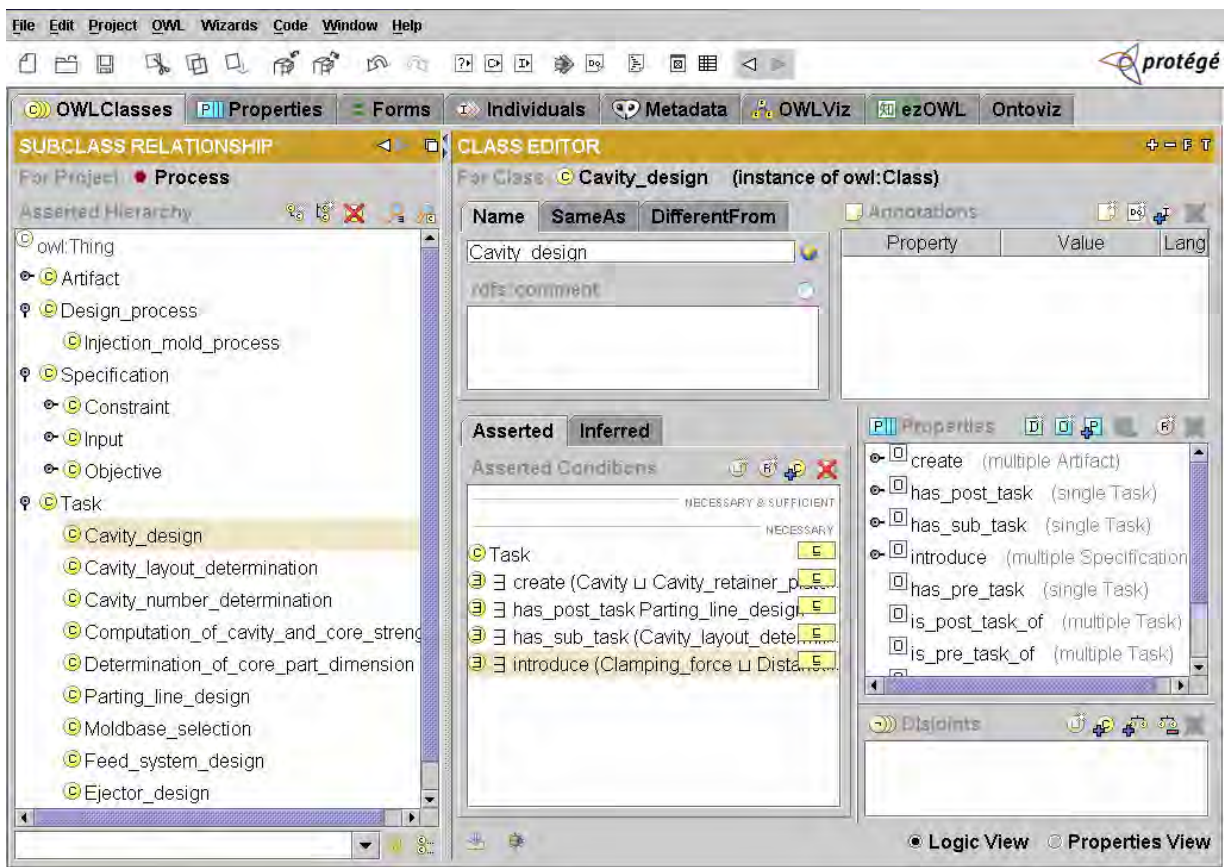 File Edit Project OWL Wizards Code Window Help
protégé
OWLClasses Properties Forms Individuals Metadata OWLViz ezOWL Ontoviz
SUBCLASS RELATIONSHIP
For Project Process
Asserted Hierarchy
owl:Thing
Artifact
Design_process
Injection_mold_process
Specification
Constraint
Input
Objective
Task
Cavity_design
Cavity_layout_determination
Cavity_number_determination
Computation_of_cavity_and_core_streng
Determination_of_core_part_dimension
Parting_line_design
Moldbase_selection
Feed_system_design
Ejector_design
CLASS EDITOR
For Class Cavity_design (instance of owl:Class)
Name SameAs DifferentFrom
Cavity_design
rdfs:comment
Annotations
Property Value Lang
Asserted Inferred
Asserted Conditions
NECESSARY & SUFFICIENT
NECESSARY
Task
∃ create (Cavity ⊔ Cavity_retainer_
∃ has_post_task Parting_line_design
∃ has_sub_task (Cavity_layout_dete
∃ introduce (Clamping_force ⊔ Distan
Properties
create (multiple Artifact)
has_post_task (single Task)
has_sub_task (single Task)
introduce (multiple Specification
has_pre_task (single Task)
is_post_task_of (multiple Task)
is_pre_task_of (multiple Task)
Disjoints
Logic View Properties View